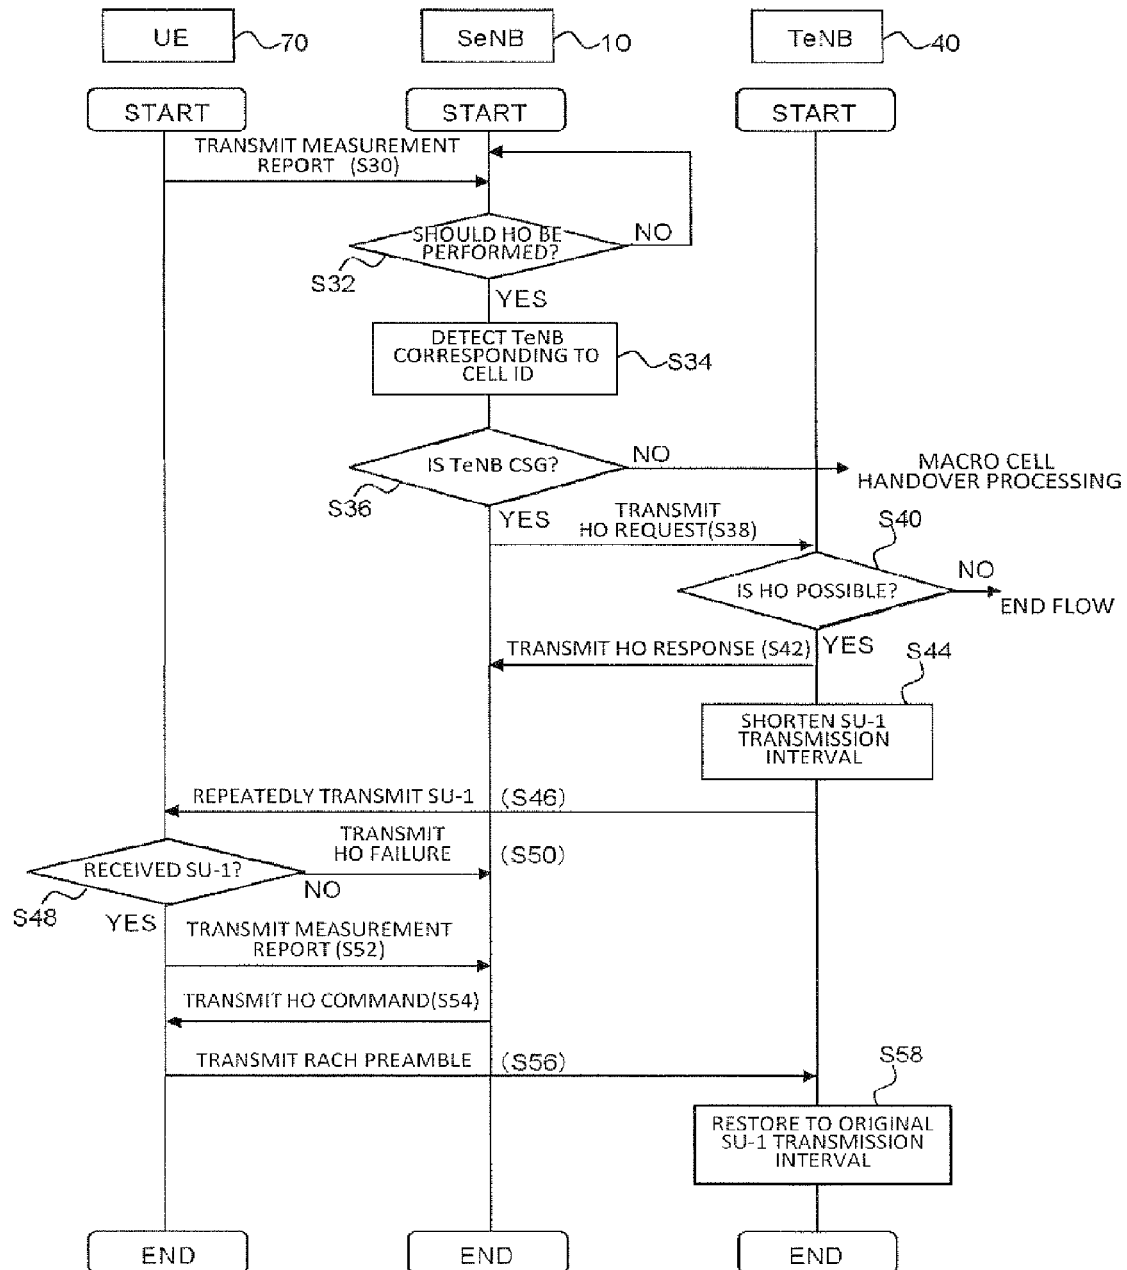 UE
70
SeNB
10
TeNB
40
START
START
START
TRANSMIT MEASUREMENT
REPORT (S30)
SHOULD HO BE
PERFORMED?
NO
S32
YES
DETECT TeNB
CORRESPONDING TO
CELL ID
S34
IS TeNB CSG?
NO
MACRO CELL
HANDOVER PROCESSING
S36
YES
TRANSMIT
HO REQUEST(S38)
S40
IS HO POSSIBLE?
NO
END FLOW
YES
TRANSMIT HO RESPONSE (S42)
S44
SHORTEN SU-1
TRANSMISSION
INTERVAL
REPEATEDLY TRANSMIT SU-1 (S46)
TRANSMIT
HO FAILURE (S50)
RECEIVED SU-1?
NO
S48
YES
TRANSMIT MEASUREMENT
REPORT (S52)
TRANSMIT HO COMMAND(S54)
TRANSMIT RACH PREAMBLE (S56)
S58
RESTORE TO ORIGINAL
SU-1 TRANSMISSION
INTERVAL
END
END
END